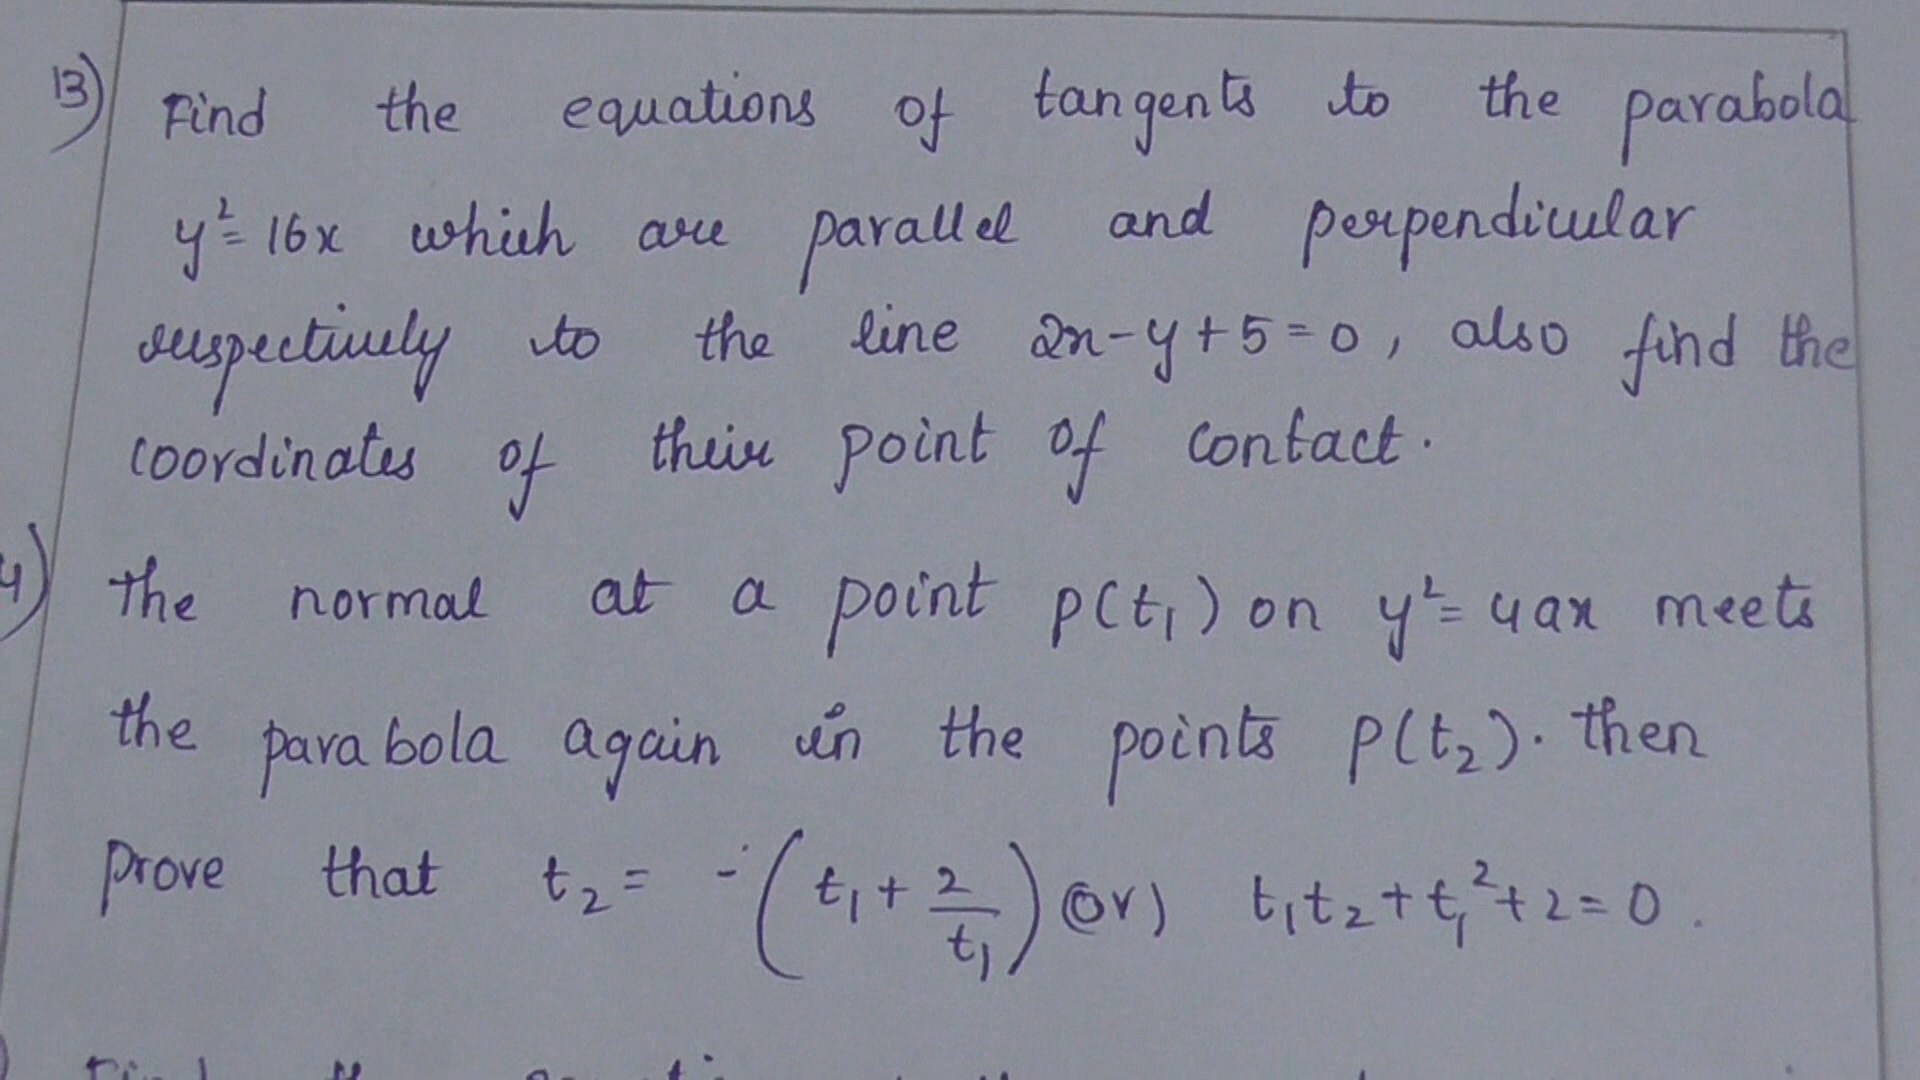 13) Find the equations of tangents to the parabola
y²=16x which are parallel and perpendicular
respectively to the line 2x-y+5=0, also find the
coordinates of their point of contact.
4) The normal at a point P(t₁) on y²=4ax meets
the parabola again in the points P(t₂). then
prove that t₂= -(t₁+2/t₁) (or) t₁t₂+t₁²+2=0.